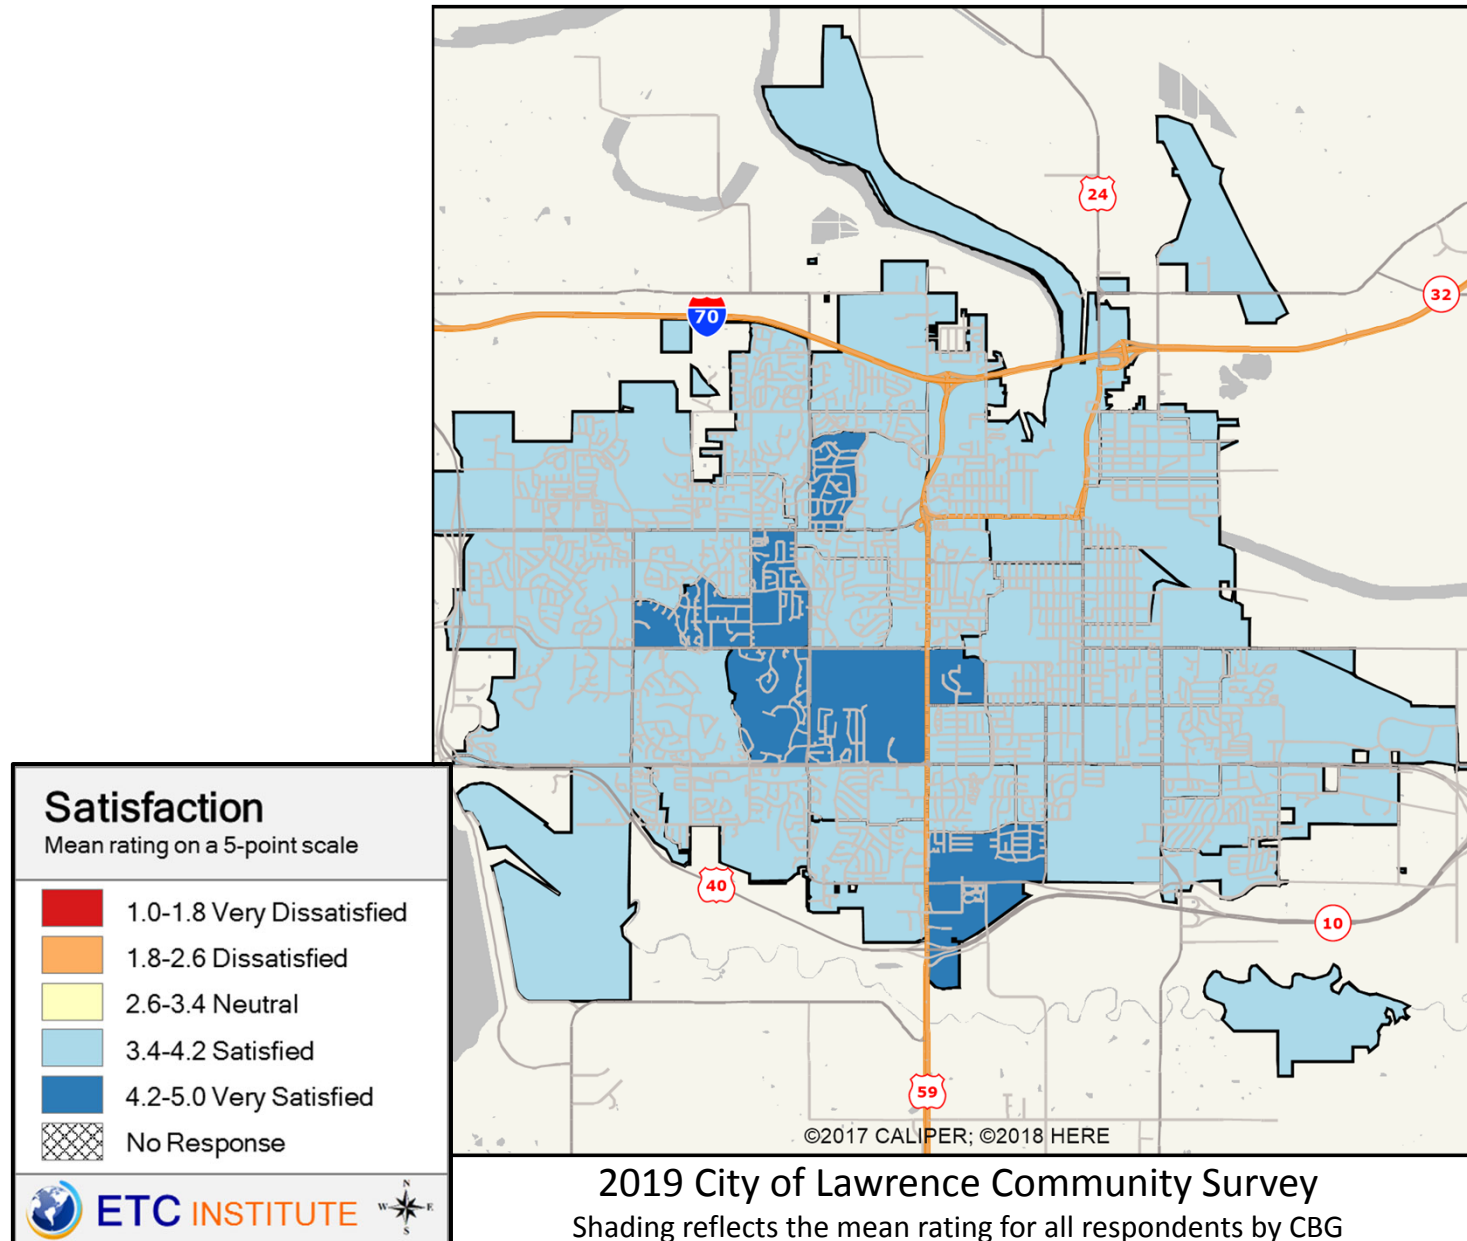 24
32
70
40
10
59
©2017 CALIPER; ©2018 HERE
Satisfaction
Mean rating on a 5-point scale
1.0-1.8 Very Dissatisfied
1.8-2.6 Dissatisfied
2.6-3.4 Neutral
3.4-4.2 Satisfied
4.2-5.0 Very Satisfied
No Response
ETC INSTITUTE
N
W E
S
2019 City of Lawrence Community Survey
Shading reflects the mean rating for all respondents by CBG